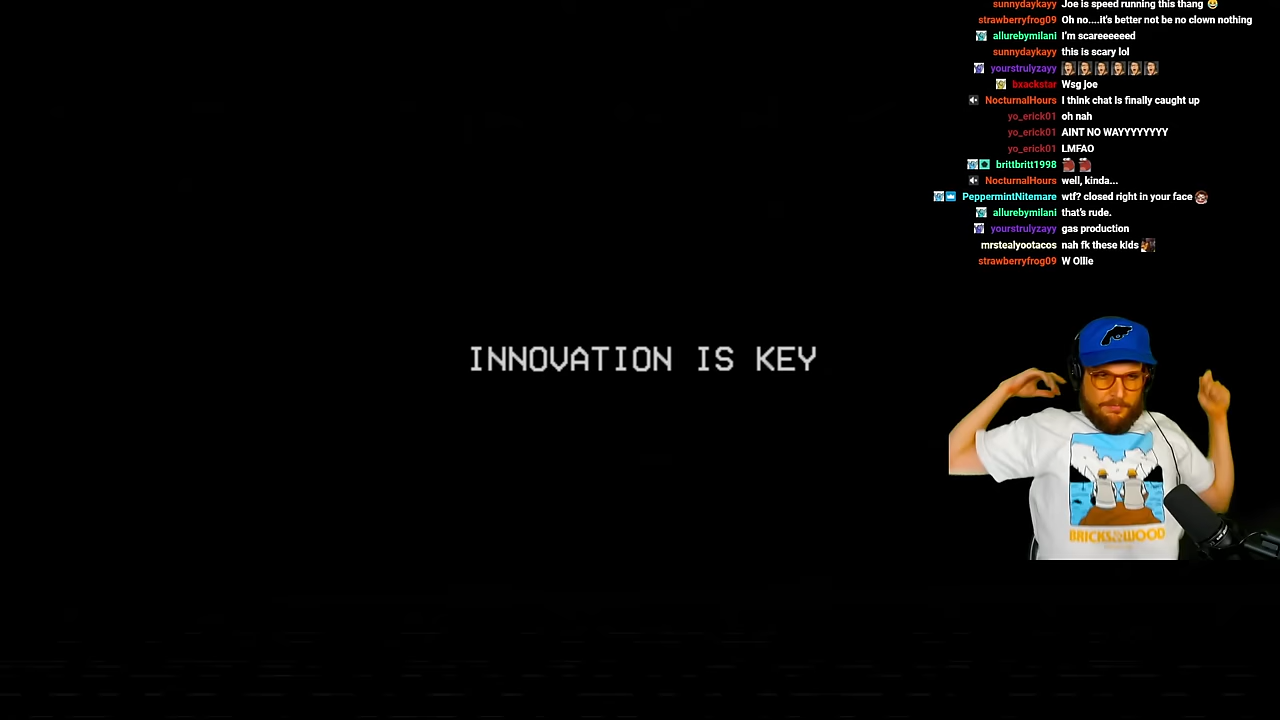 sunnydaykayy Joe is speed running this thang
strawberryfrog09 Oh no....it's better not be no clown nothing
allurebymilani I'm scareeeeeed
sunnydaykayy this is scary lol
yourstrulyzayy
bxackstar Wsg joe
NocturnalHours I think chat is finally caught up
yo_erick01 oh nah
yo_erick01 AINT NO WAYYYYYYYY
yo_erick01 LMFAO
brittbritt1998
NocturnalHours well, kinda...
PeppermintNitemare wtf? closed right in your face
allurebymilani that's rude.
yourstrulyzayy gas production
mrstealyootacos nah fk these kids
strawberryfrog09 W Ollie
INNOVATION IS KEY
BRICKS & WOOD